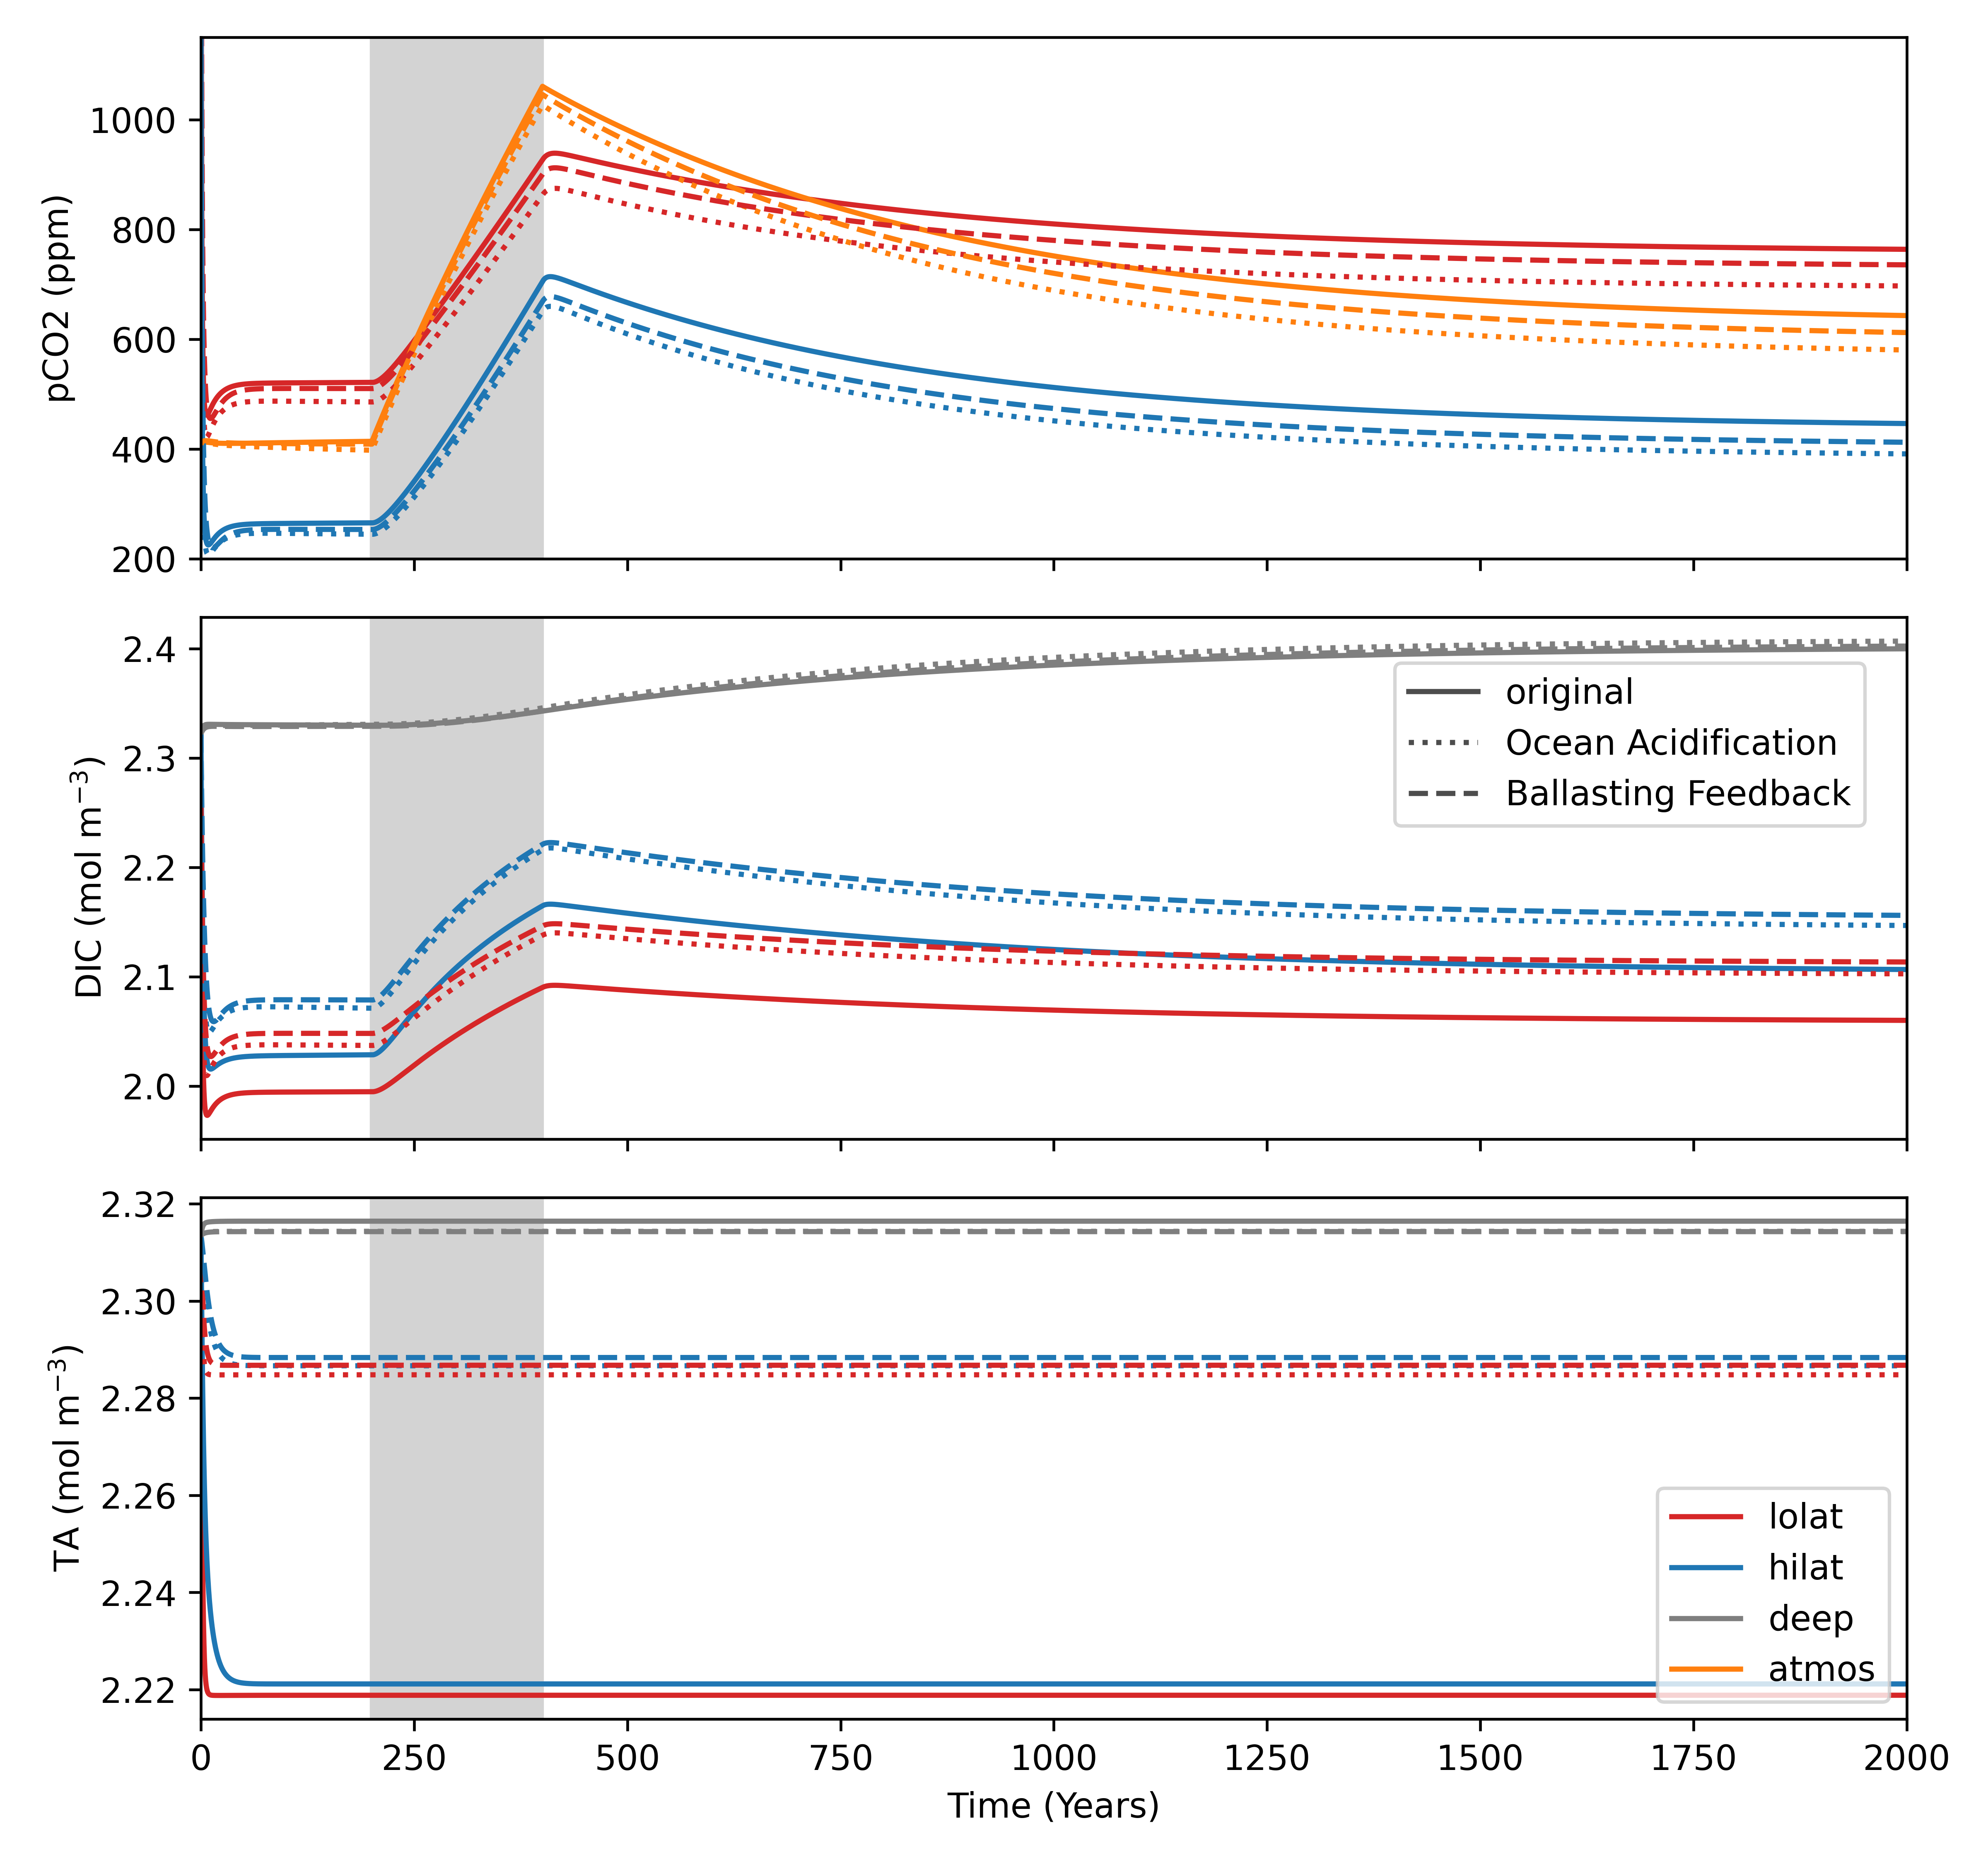 pCO2 (ppm)
1000
800
600
400
200
DIC (mol m⁻³)
2.4
2.3
2.2
2.1
2.0
original
Ocean Acidification
Ballasting Feedback
TA (mol m⁻³)
2.32
2.30
2.28
2.26
2.24
2.22
lolat
hilat
deep
atmos
0 250 500 750 1000 1250 1500 1750 2000
Time (Years)